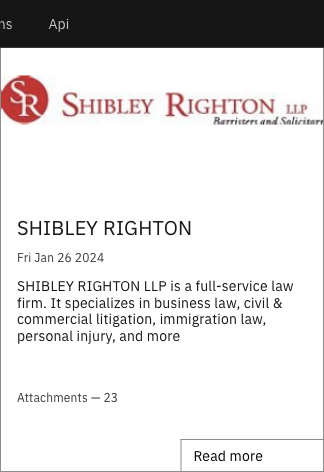 ns Api
SR SHIBLEY RIGHTON LLP
Barristers and Solicitor
SHIBLEY RIGHTON
Fri Jan 26 2024
SHIBLEY RIGHTON LLP is a full-service law
firm. It specializes in business law, civil &
commercial litigation, immigration law,
personal injury, and more
Attachments — 23
Read more